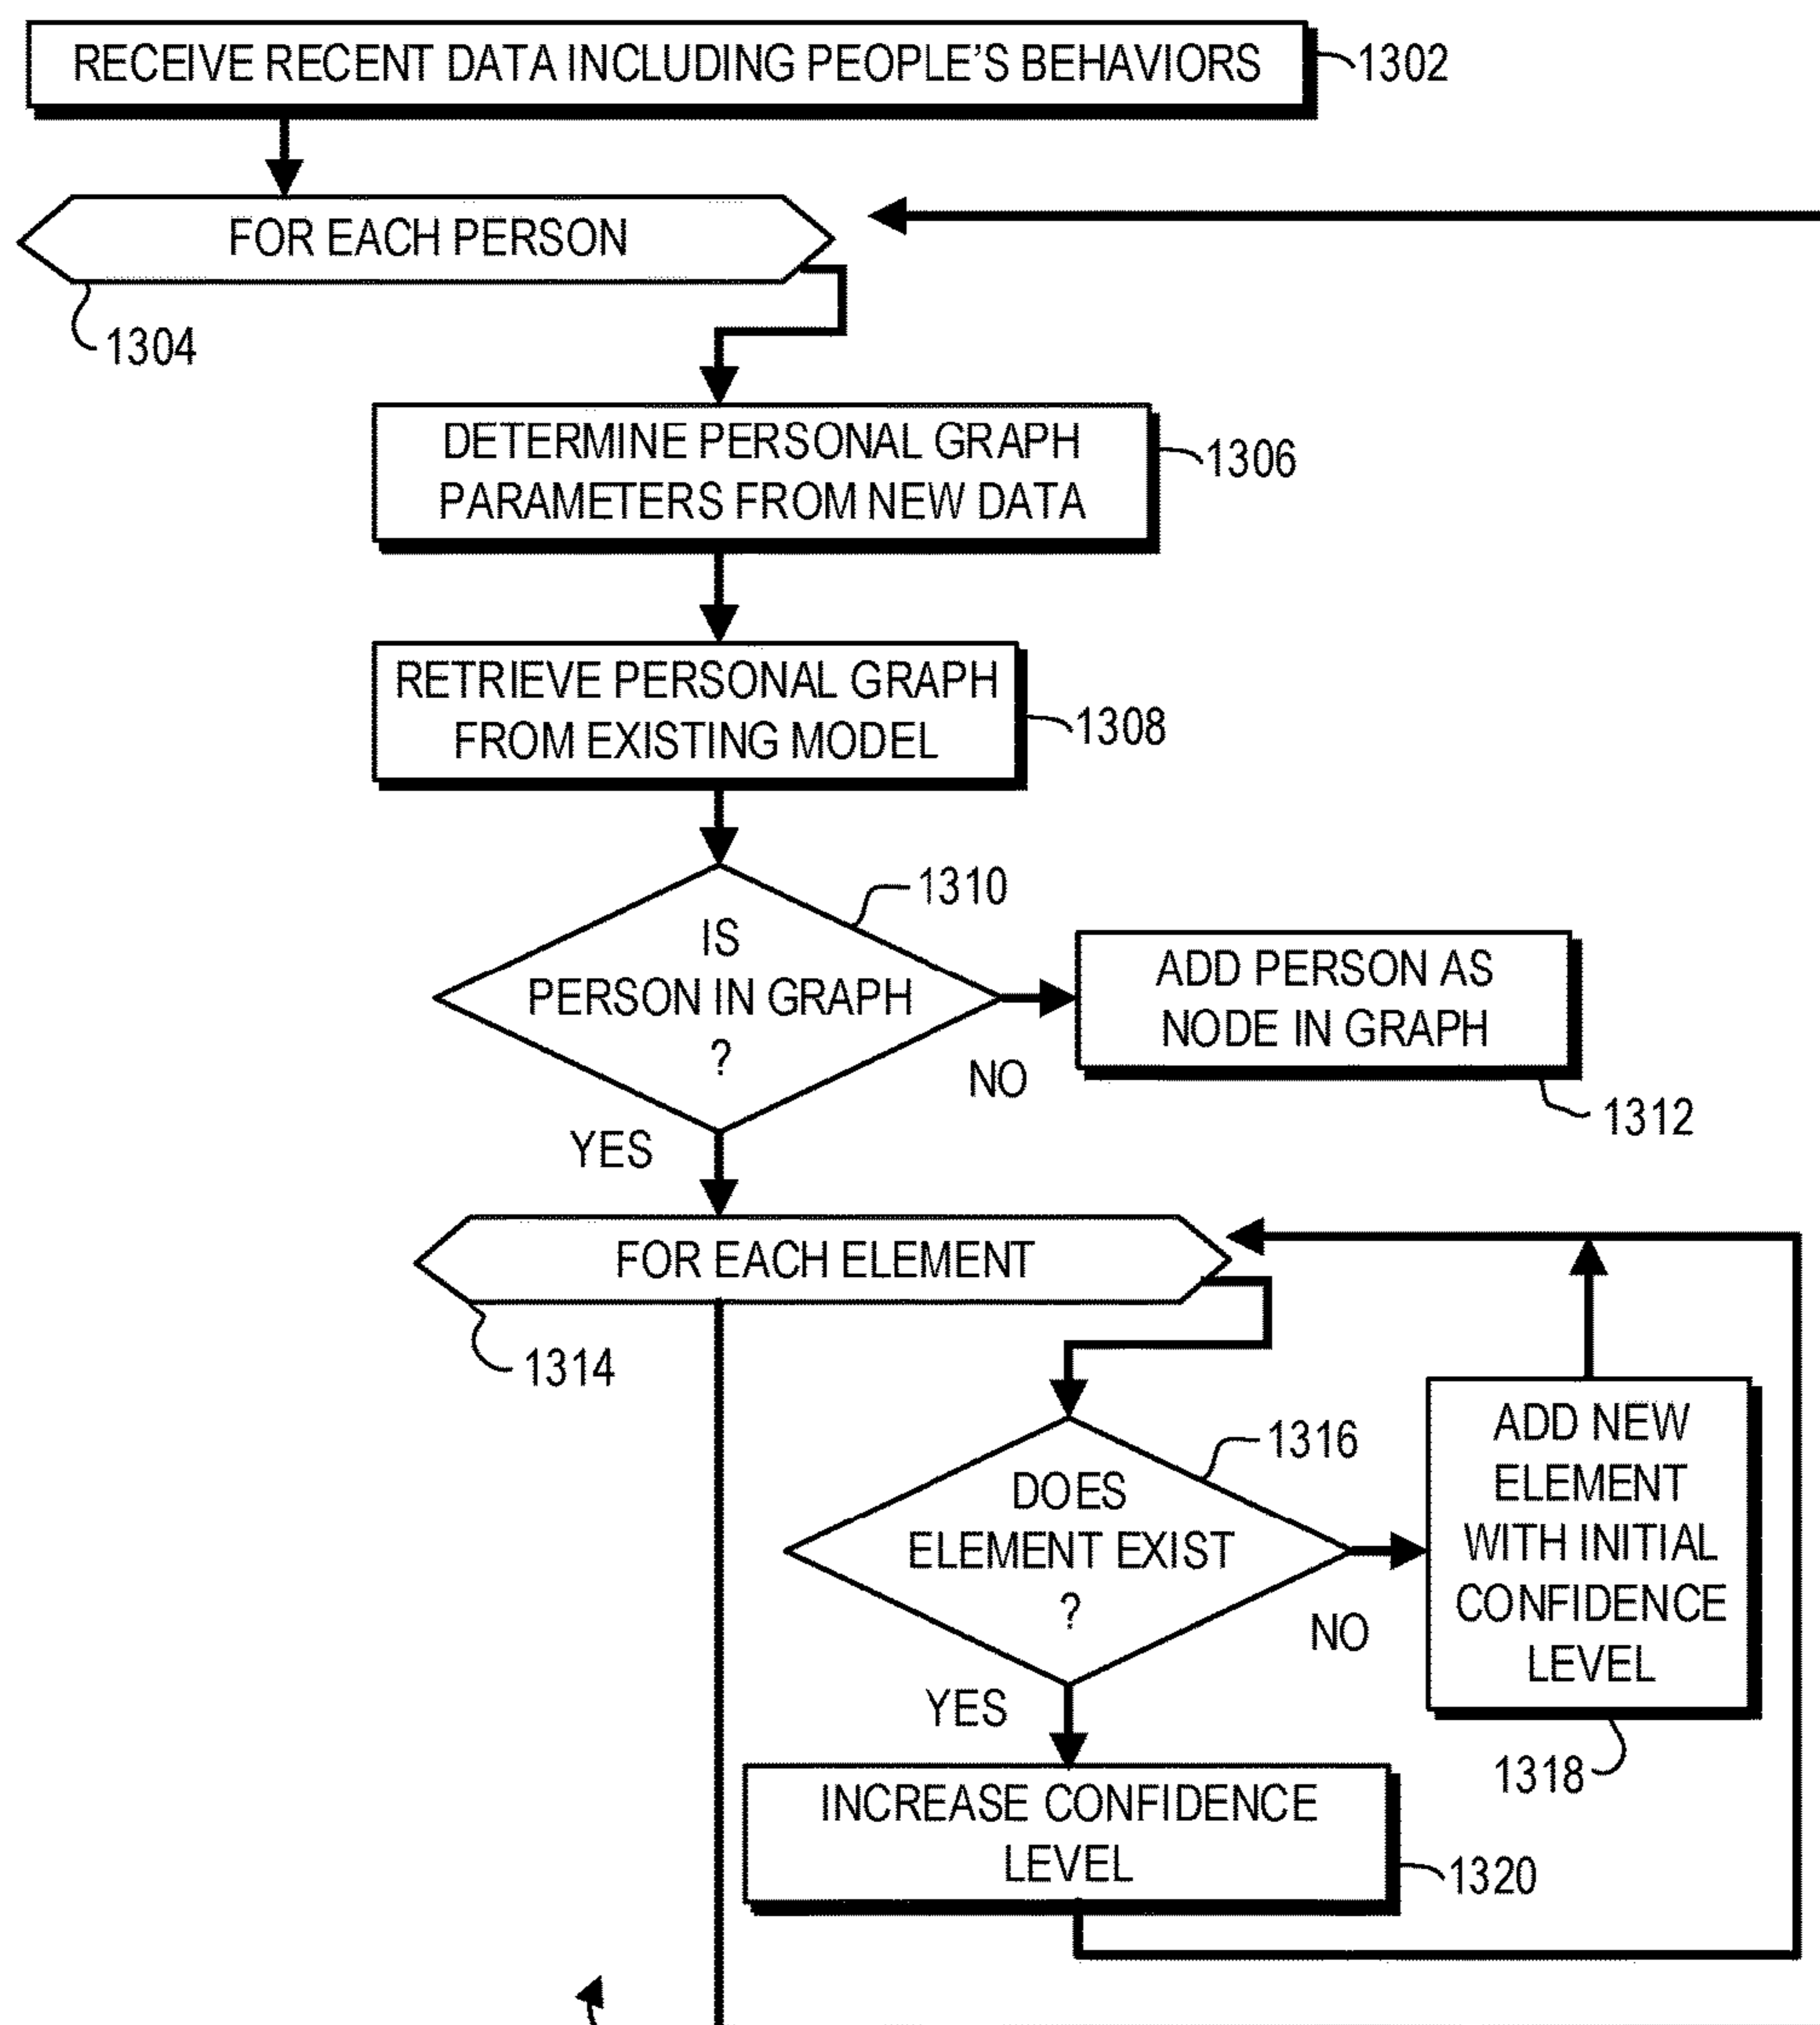 RECEIVE RECENT DATA INCLUDING PEOPLE'S BEHAVIORS
1302
FOR EACH PERSON
1304
DETERMINE PERSONAL GRAPH
PARAMETERS FROM NEW DATA
1306
RETRIEVE PERSONAL GRAPH
FROM EXISTING MODEL
1308
1310
IS
PERSON IN GRAPH
?
NO
YES
ADD PERSON AS
NODE IN GRAPH
1312
FOR EACH ELEMENT
1314
1316
DOES
ELEMENT EXIST
?
NO
YES
ADD NEW
ELEMENT
WITH INITIAL
CONFIDENCE
LEVEL
1318
INCREASE CONFIDENCE
LEVEL
1320